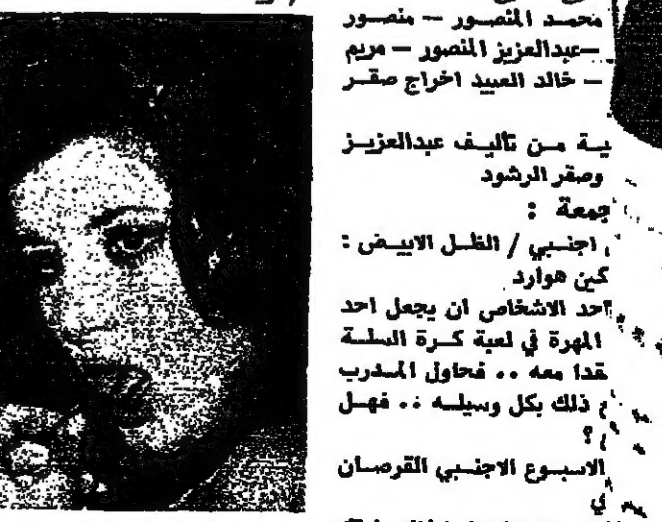 محمد المنصور — منصور
—عبدالعزيز المنصور — مريم
— خالد العبيد اخراج صقر
ية من تأليف عبدالعزيز
وصقر الرشود
جمعة :
اجنبي / الظل الابيض :
كين هوارد
احد الاشخاص ان يجعل احد
المهرة في لعبة كرة السلة
قدا معه .. فحاول المدرب
ذلك بكل وسيله .. فهل
؟
الاسبوع الاجنبي القرصان
ي